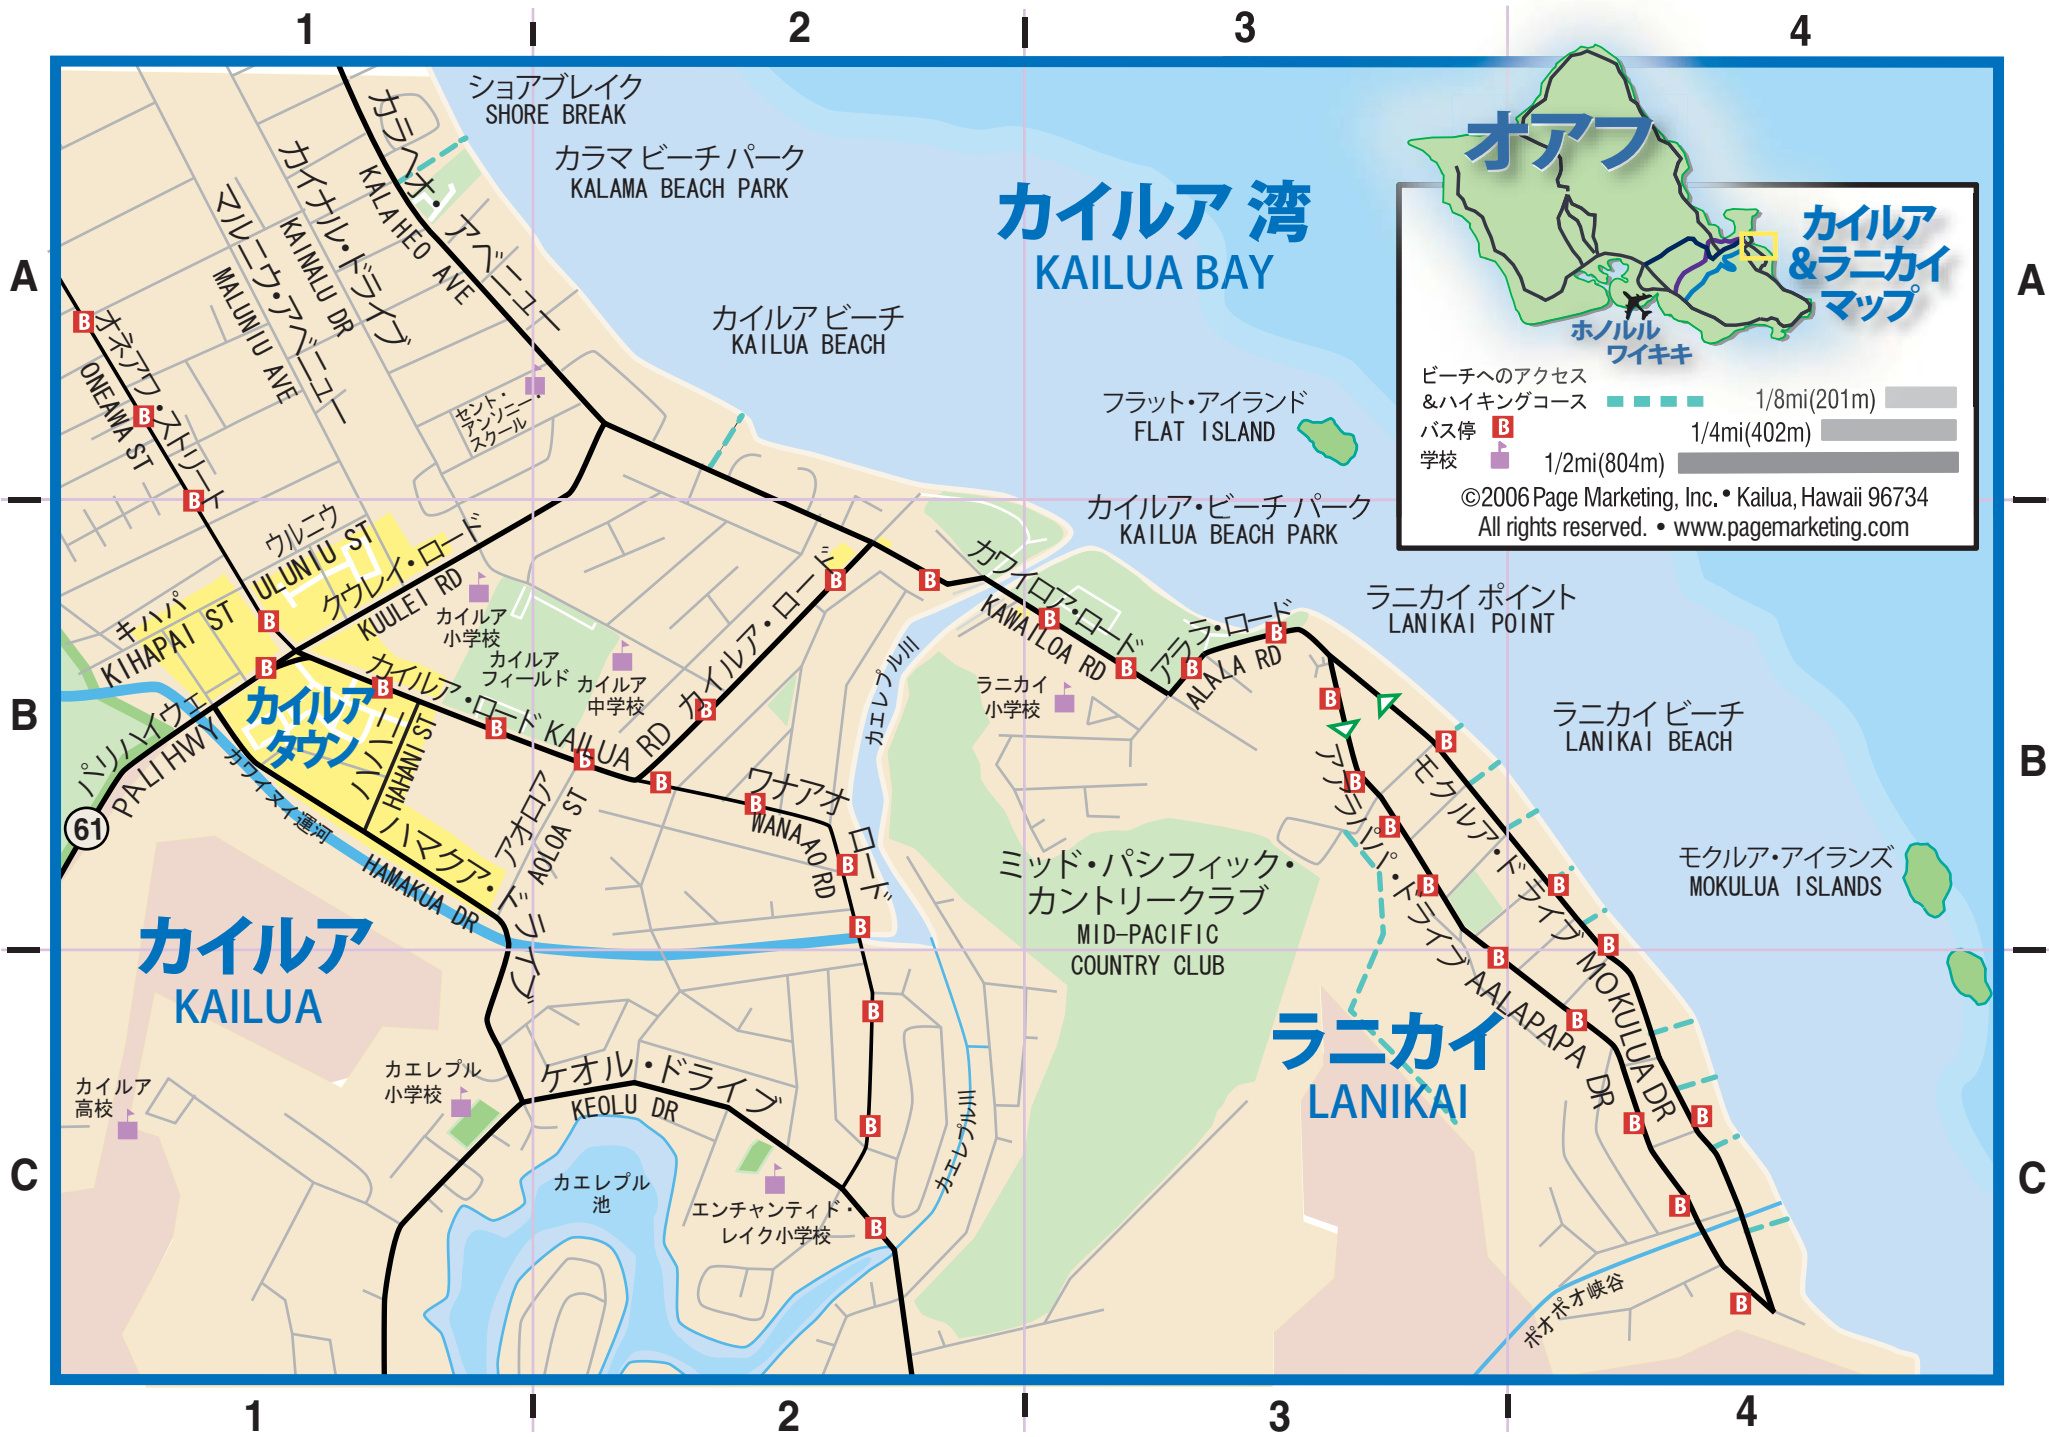 1
2
3
4
A
A
B
B
C
C
1
2
3
4
ショアブレイク
SHORE BREAK
カラマ ビーチ パーク
KALAMA BEACH PARK
カイルア 湾
KAILUA BAY
カイルア ビーチ
KAILUA BEACH
フラット・アイランド
FLAT ISLAND
カイルア・ビーチ パーク
KAILUA BEACH PARK
オアフ
カイルア
&ラニカイ
マップ
ホノルル
ワイキキ
ビーチへのアクセス
&ハイキングコース
1/8mi(201m)
バス停
B
1/4mi(402m)
学校
1/2mi(804m)
©2006 Page Marketing, Inc. • Kailua, Hawaii 96734
All rights reserved. • www.pagemarketing.com
カラヘオ・アベニュー
KALAHEO AVE
カイナル・ドライブ
KAINALU DR
マルニウ・アベニュー
MALUNIU AVE
オネアワ・ストリート
ONEAWA ST
セント・
アンソニー・
スクール
ウルニウ
ULUNIU ST
クウレイ・ロード
KUULEI RD
キハパイ
KIHAPAI ST
カイルア
小学校
カイルア
フィールド
カイルア
中学校
カイルア・ロード
KAILUA RD
カイルア・ロード
カイルア
タウン
ハハニ
HAHANI ST
パリハイウェイ
PALI HWY
61
カワイヌイ運河
ハマクア・ドライブ
HAMAKUA DR
アオロア
AOLOA ST
ワナアオ ロード
WANAAO RD
カエレプル川
カワイロア・ロード
KAWAILOA RD
アララ・ロード
ALALA RD
ラニカイ
小学校
ラニカイ ポイント
LANIKAI POINT
ラニカイ ビーチ
LANIKAI BEACH
モクルア・アイランズ
MOKULUA ISLANDS
モクルア・ドライブ
MOKULUA DR
アアラパパ・ドライブ
AALAPAPA DR
ミッド・パシフィック・
カントリークラブ
MID-PACIFIC
COUNTRY CLUB
カイルア
KAILUA
ラニカイ
LANIKAI
カイルア
高校
カエレプル
小学校
ケオル・ドライブ
KEOLU DR
カエレプル
池
エンチャンティド・
レイク小学校
カエレプル川
ポオポオ峡谷